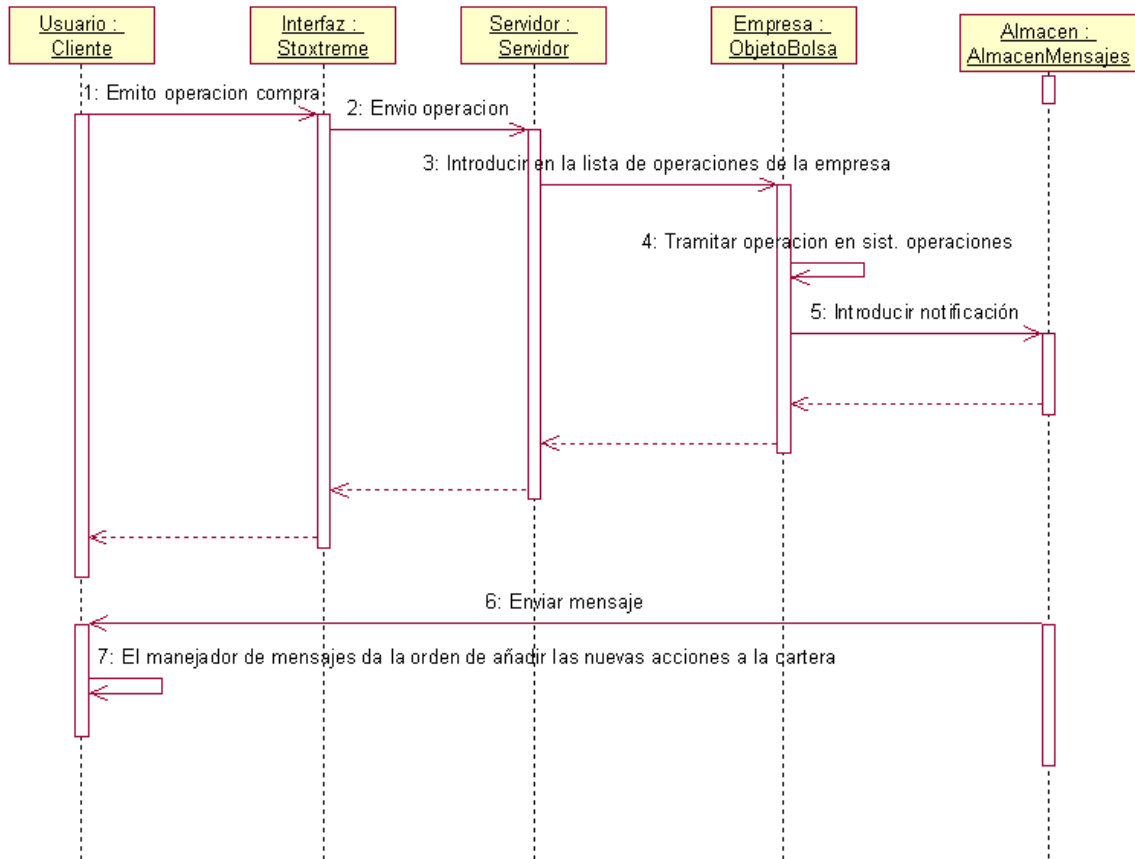 Usuario :
Cliente
Interfaz :
Stoxtreme
Servidor :
Servidor
Empresa :
ObjetoBolsa
Almacen :
AlmacenMensajes
1: Emito operacion compra
2: Envio operacion
3: Introducir en la lista de operaciones de la empresa
4: Tramitar operacion en sist. operaciones
5: Introducir notificación
6: Enviar mensaje
7: El manejador de mensajes da la orden de añadir las nuevas acciones a la cartera